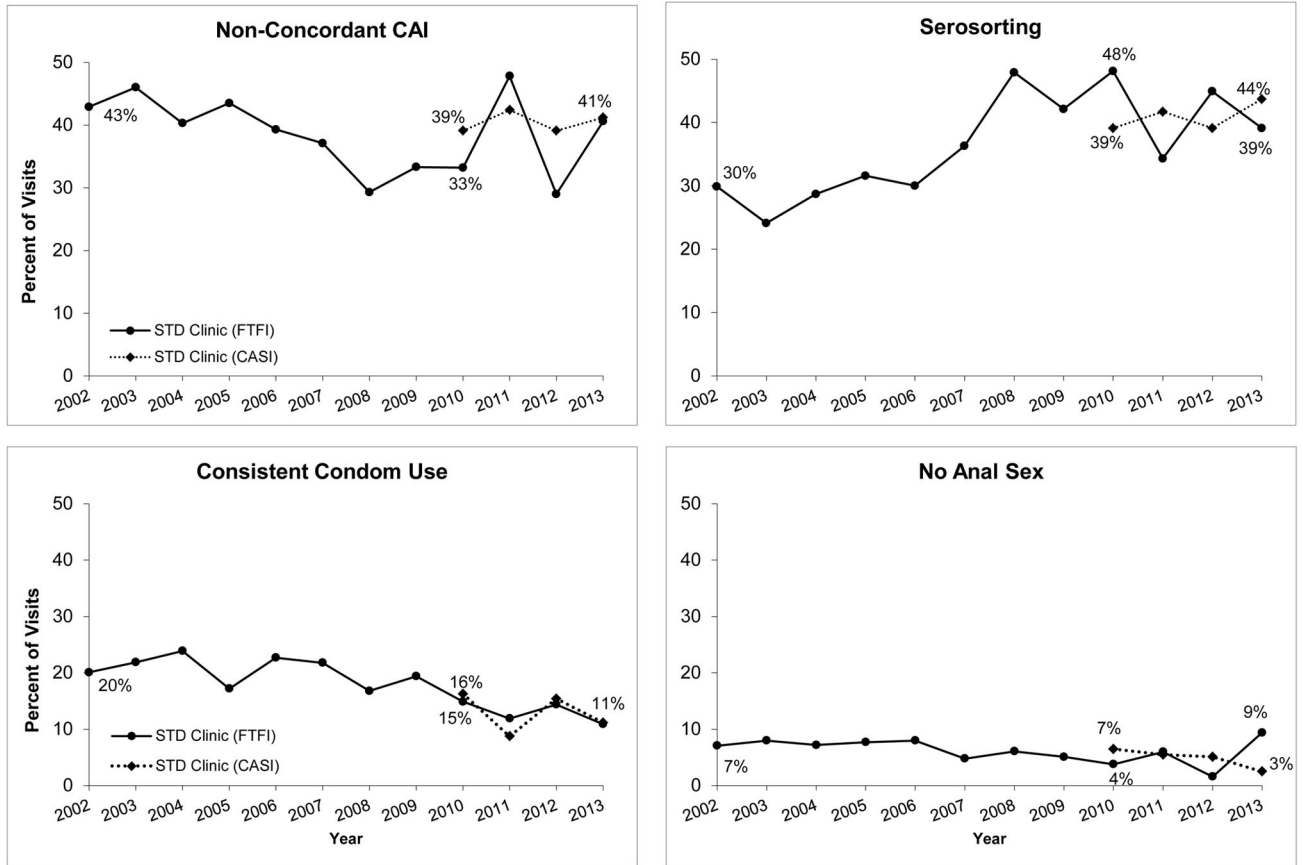 Non-Concordant CAI
50
40
30
20
10
0
Percent of Visits
43%
39%
33%
41%
STD Clinic (FTFI)
STD Clinic (CASI)
2002 2003 2004 2005 2006 2007 2008 2009 2010 2011 2012 2013
Serosorting
50
40
30
20
10
0
30%
48%
39%
44%
39%
2002 2003 2004 2005 2006 2007 2008 2009 2010 2011 2012 2013
Consistent Condom Use
50
40
30
20
10
0
Percent of Visits
20%
16%
15%
11%
STD Clinic (FTFI)
STD Clinic (CASI)
2002 2003 2004 2005 2006 2007 2008 2009 2010 2011 2012 2013
Year
No Anal Sex
50
40
30
20
10
0
7%
7%
4%
9%
3%
2002 2003 2004 2005 2006 2007 2008 2009 2010 2011 2012 2013
Year